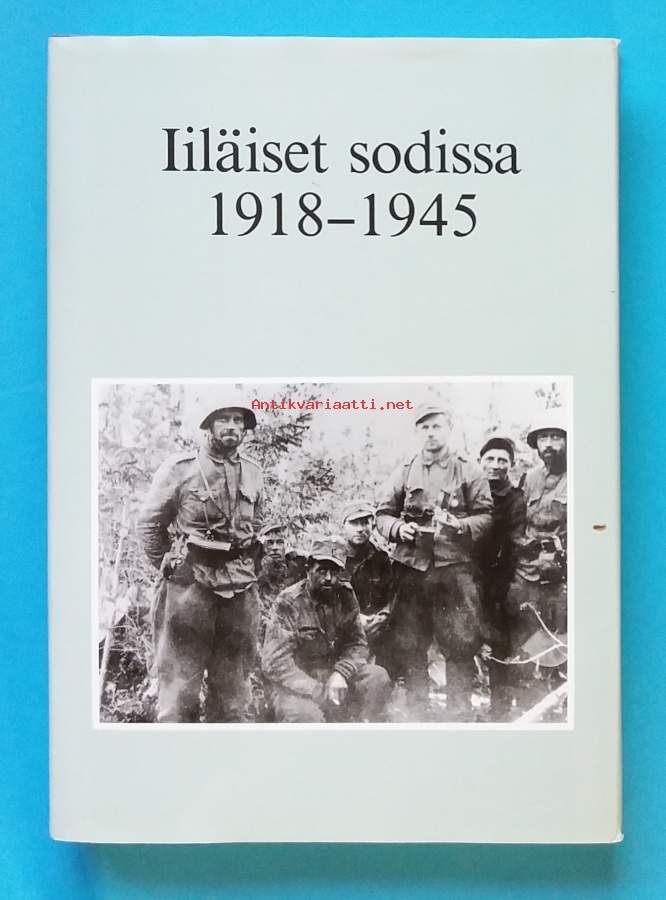 Iiläiset sodissa
1918–1945
Antikvariaatti.net